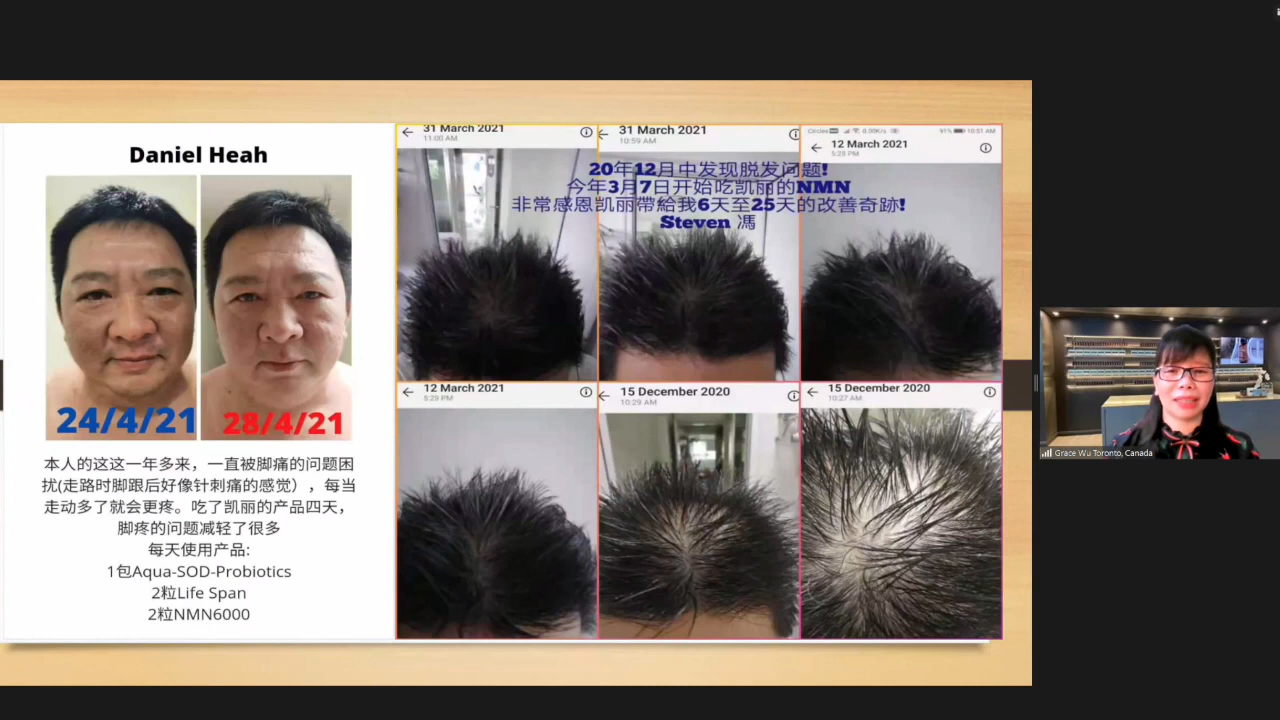 Daniel Heah
24/4/21
28/4/21
本人的这这一年多来，一直被脚痛的问题困
扰(走路时脚跟后好像针刺痛的感觉），每当
走动多了就会更疼。吃了凯丽的产品四天，
脚疼的问题减轻了很多
每天使用产品:
1包Aqua-SOD-Probiotics
2粒Life Span
2粒NMN6000
31 March 2021
11:00 AM
31 March 2021
10:59 AM
Circles 0.00K/s 91% 10:51 AM
12 March 2021
5:28 PM
20年12月中发现脱发问题!
今年3月7日开始吃凯丽的NMN
非常感恩凯丽帶給我6天至25天的改善奇跡!
Steven 馮
12 March 2021
5:29 PM
15 December 2020
10:29 AM
15 December 2020
10:27 AM
Grace Wu Toronto, Canada